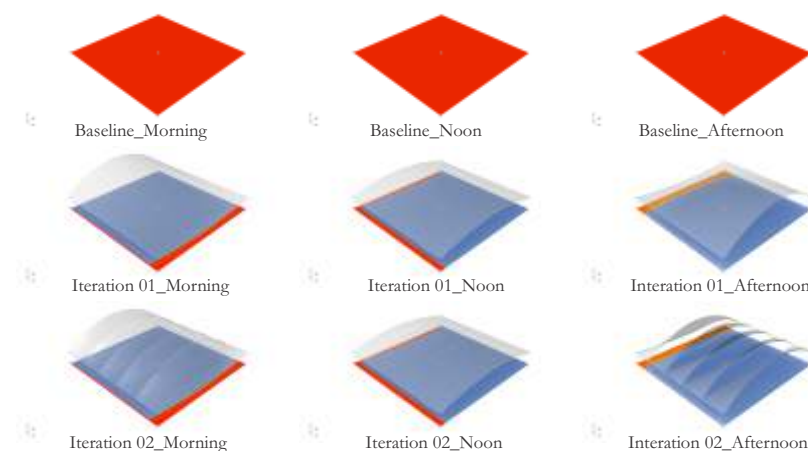 Baseline_Morning Baseline_Noon Baseline_Afternoon
Iteration 01_Morning Iteration 01_Noon Interation 01_Afternoon
Iteration 02_Morning Iteration 02_Noon Interation 02_Afternoon